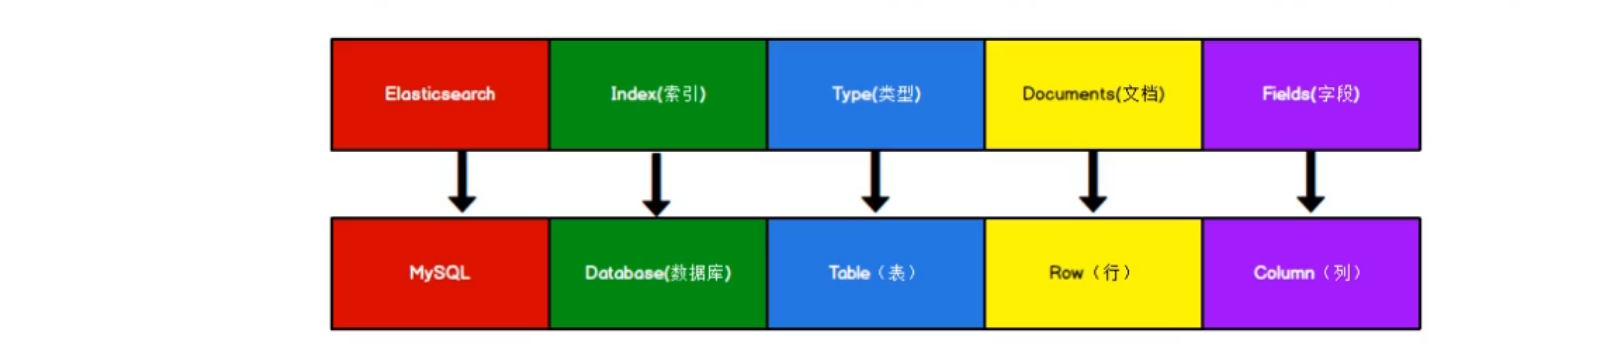 Elasticsearch
Index(索引)
Type(类型)
Documents(文档)
Fields(字段)
MySQL
Database(数据库)
Table（表）
Row（行）
Column（列）